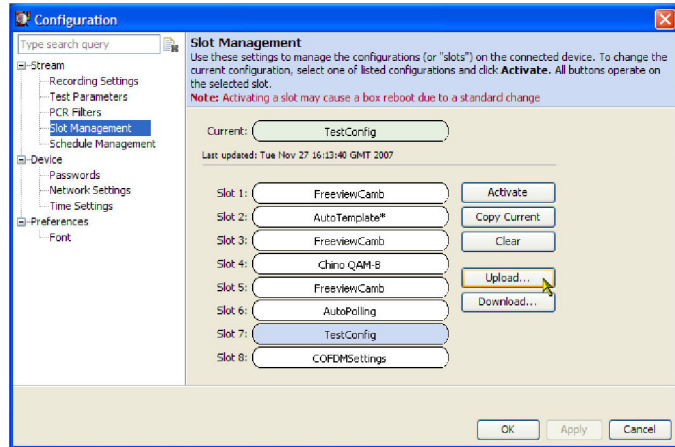 Configuration
Type search query
Stream
Recording Settings
Test Parameters
PCR Filters
Slot Management
Schedule Management
Device
Passwords
Network Settings
Time Settings
Preferences
Font
Slot Management
Use these settings to manage the configurations (or "slots") on the connected device. To change the
current configuration, select one of listed configurations and click Activate. All buttons operate on
the selected slot.
Note: Activating a slot may cause a box reboot due to a standard change
Current: TestConfig
Last updated: Tue Nov 27 16:13:40 GMT 2007
Slot 1: FreeviewCamb Activate
Slot 2: AutoTemplate* Copy Current
Slot 3: FreeviewCamb Clear
Slot 4: Chino QAM-B
Upload...
Slot 5: FreeviewCamb
Download...
Slot 6: AutoPolling
Slot 7: TestConfig
Slot 8: COFDMSettings
OK Apply Cancel